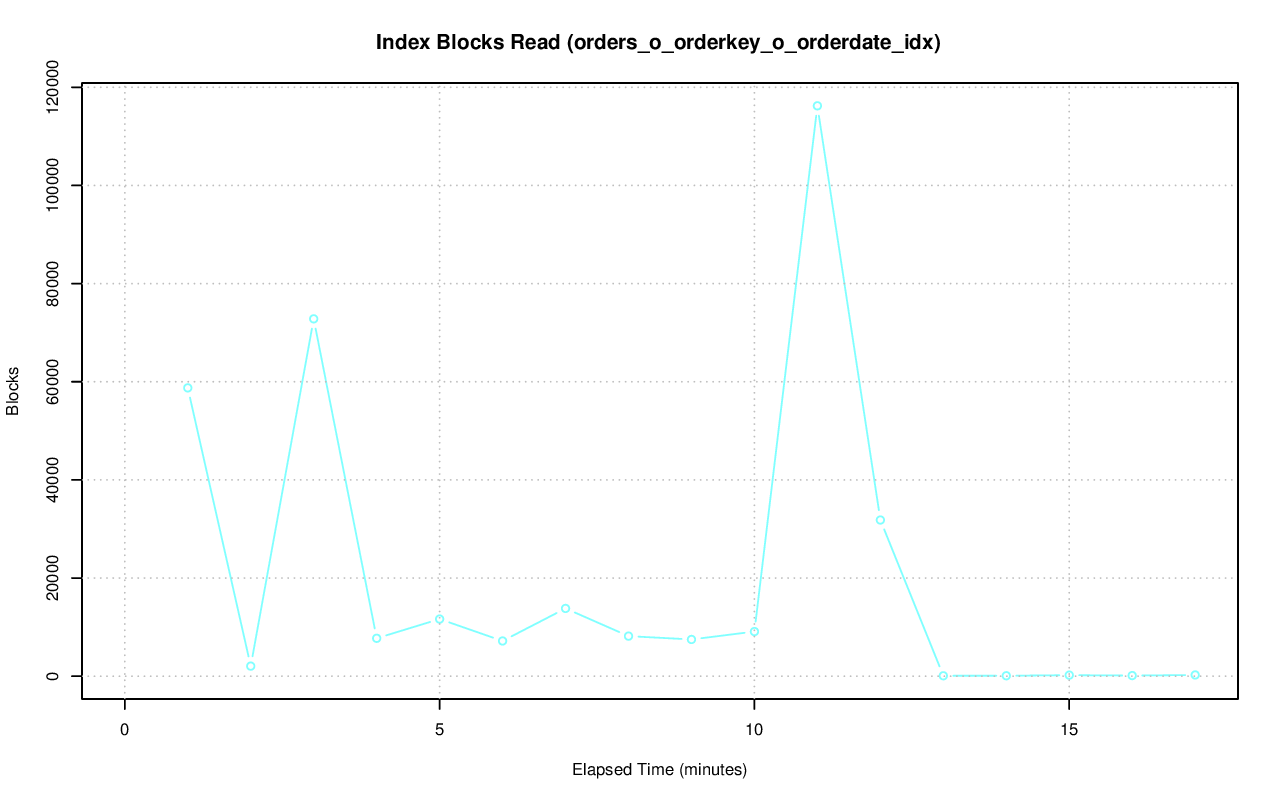 Index Blocks Read (orders_o_orderkey_o_orderdate_idx)
120000
100000
80000
60000
40000
20000
0
Blocks
0 5 10 15
Elapsed Time (minutes)